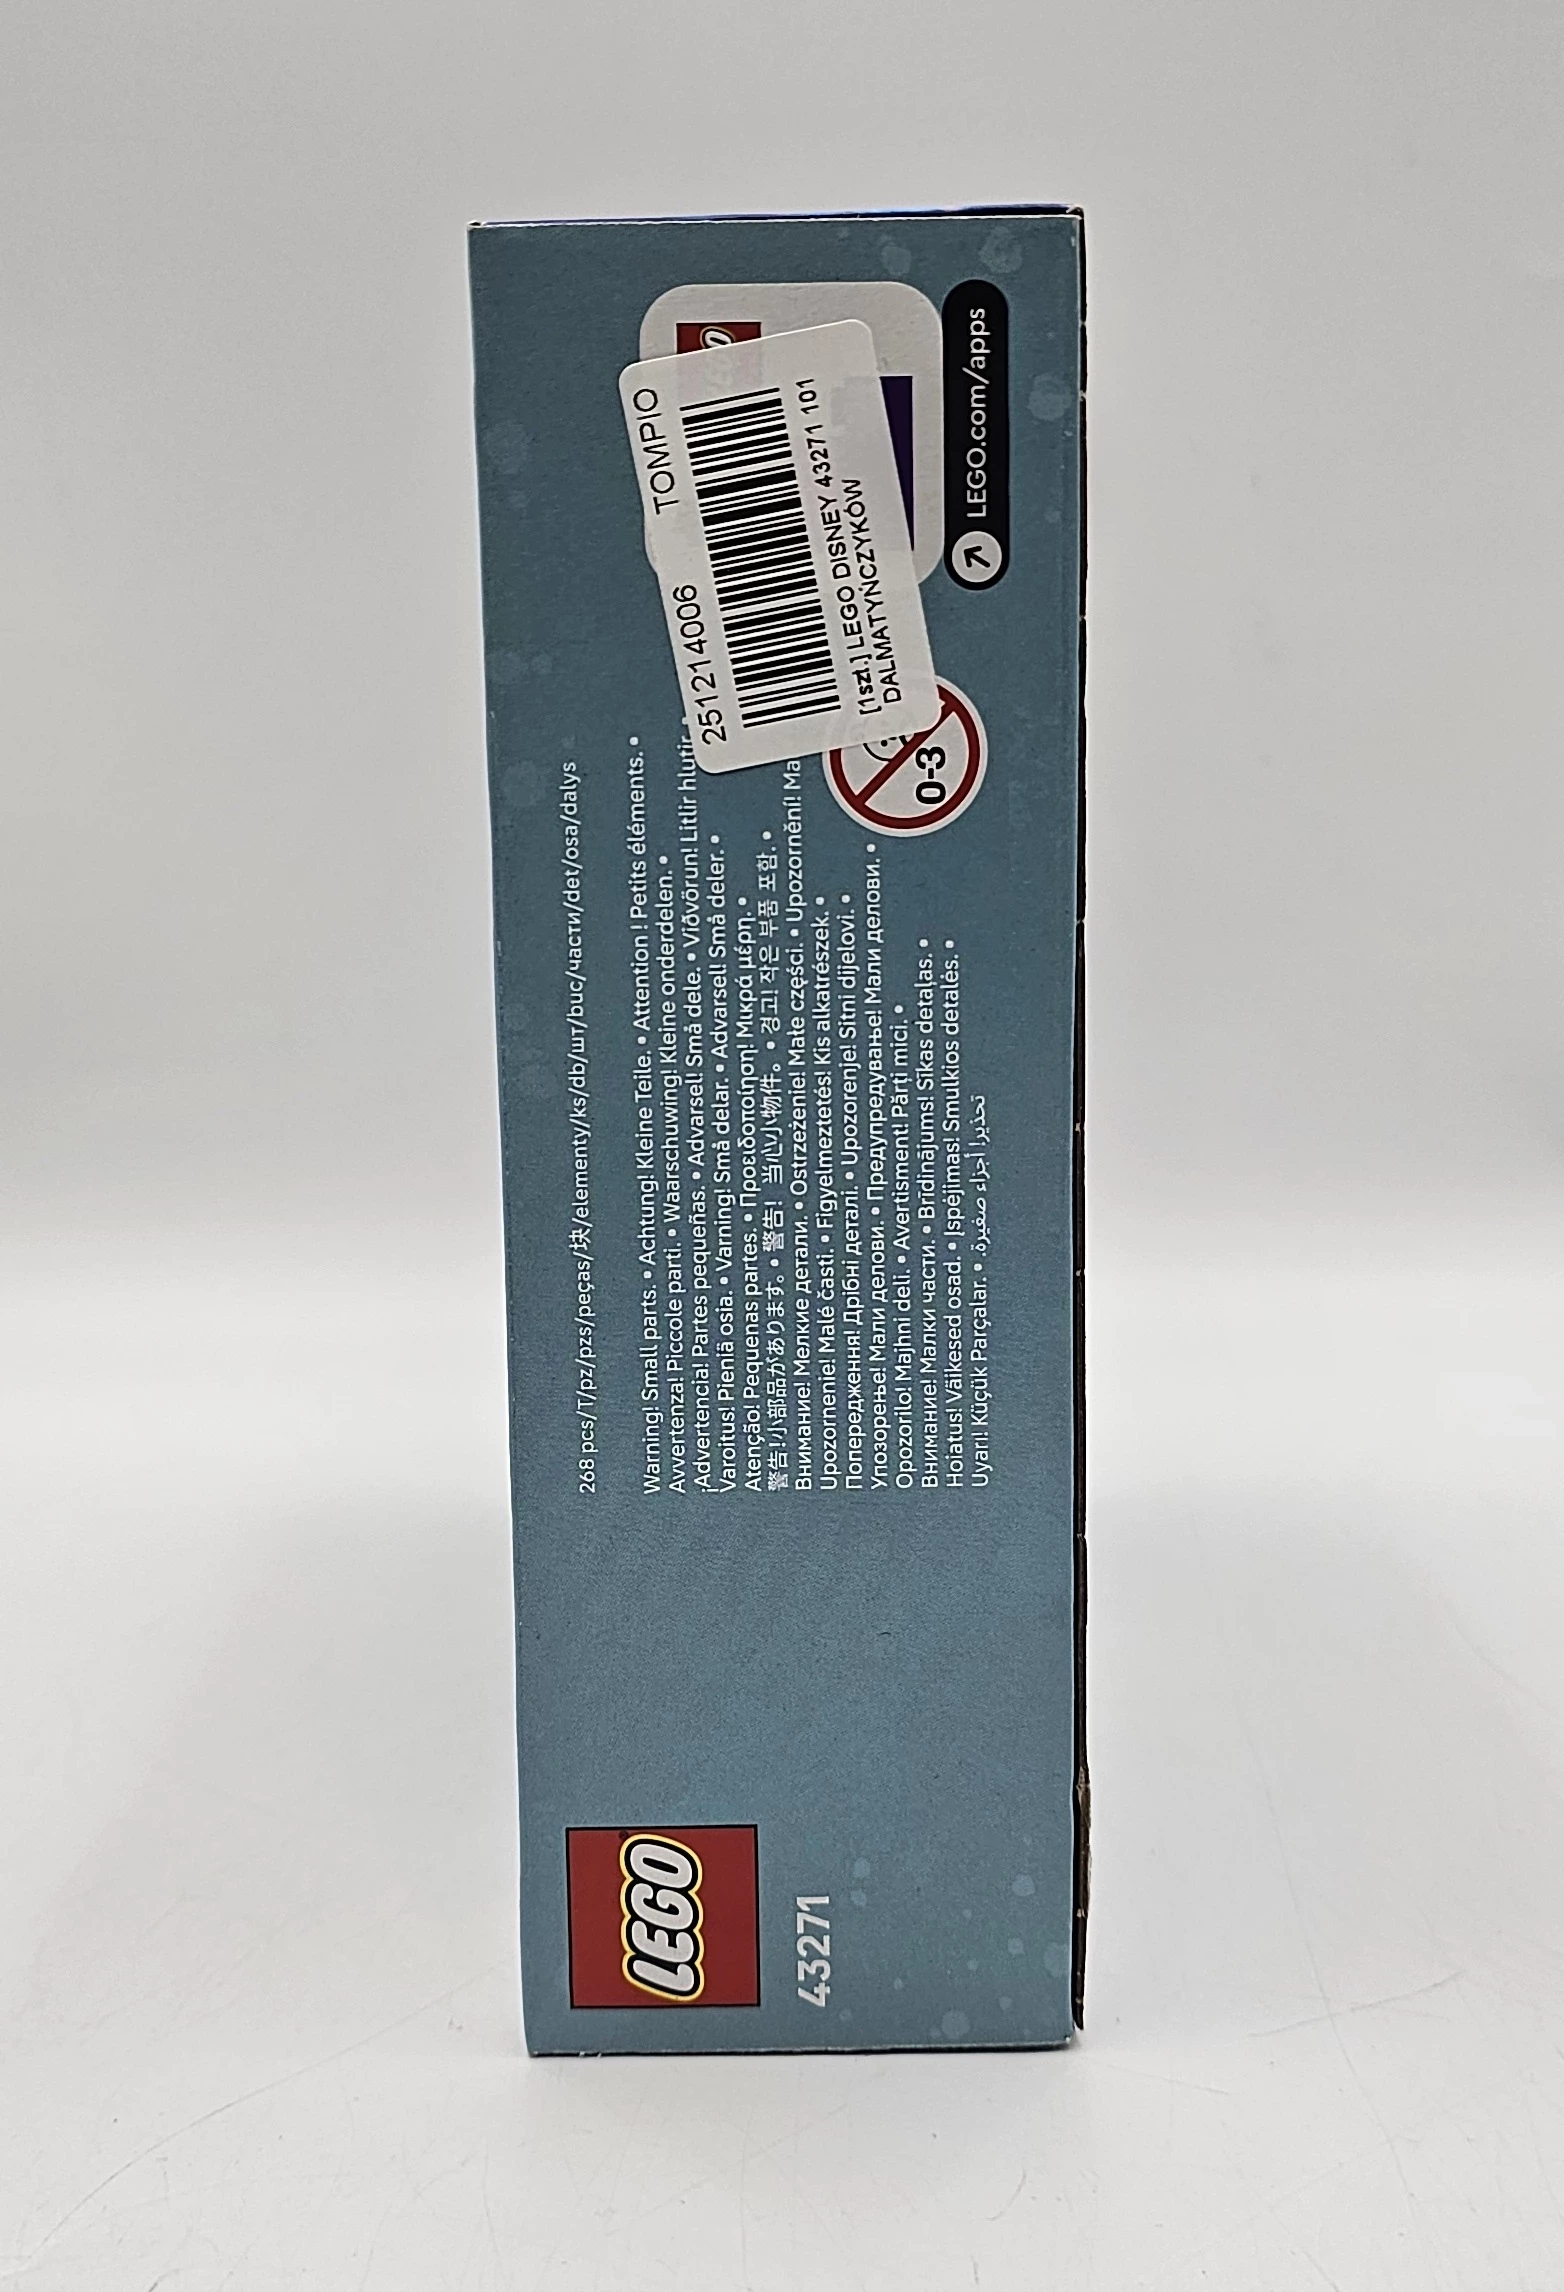 LEGO
43271
268 pcs/T/pz/pzs/peças/块/elementy/ks/db/шт/buc/части/det/osa/dalys
Warning! Small parts. • Achtung! Kleine Teile. • Attention ! Petits éléments. •
Avvertenza! Piccole parti. • Waarschuwing! Kleine onderdelen. •
¡Advertencia! Partes pequeñas. • Advarsel! Små dele. • Viðvörun! Litlir hlutir.
Varoitus! Pieniä osia. • Varning! Små delar. • Advarsel! Små deler. •
Atenção! Pequenas partes. • Προειδοποίηση! Μικρά μέρη. •
警告!小部品があります。• 警告! 当心小物件。• 경고! 작은 부품 포함. •
Внимание! Мелкие детали. • Ostrzeżenie! Małe części. • Upozornění! Ma
Upozornenie! Malé časti. • Figyelmeztetés! Kis alkatrészek. •
Попередження! Дрібні деталі. • Upozorenje! Sitni dijelovi. •
Упозорење! Мали делови. • Предупредување! Мали делови. •
Opozorilo! Majhni deli. • Avertisment! Părți mici. •
Внимание! Малки части. • Brīdinājums! Sīkas detaļas. •
Hoiatus! Väikesed osad. • Įspėjimas! Smulkios detalės. •
Uyarı! Küçük Parçalar. • تحذير! أجزاء صغيرة.
0-3
251214006 TOMPIO
[1szt.] LEGO DISNEY 43271 101
DALMATYŃCZYKÓW
LEGO
LEGO.com/apps